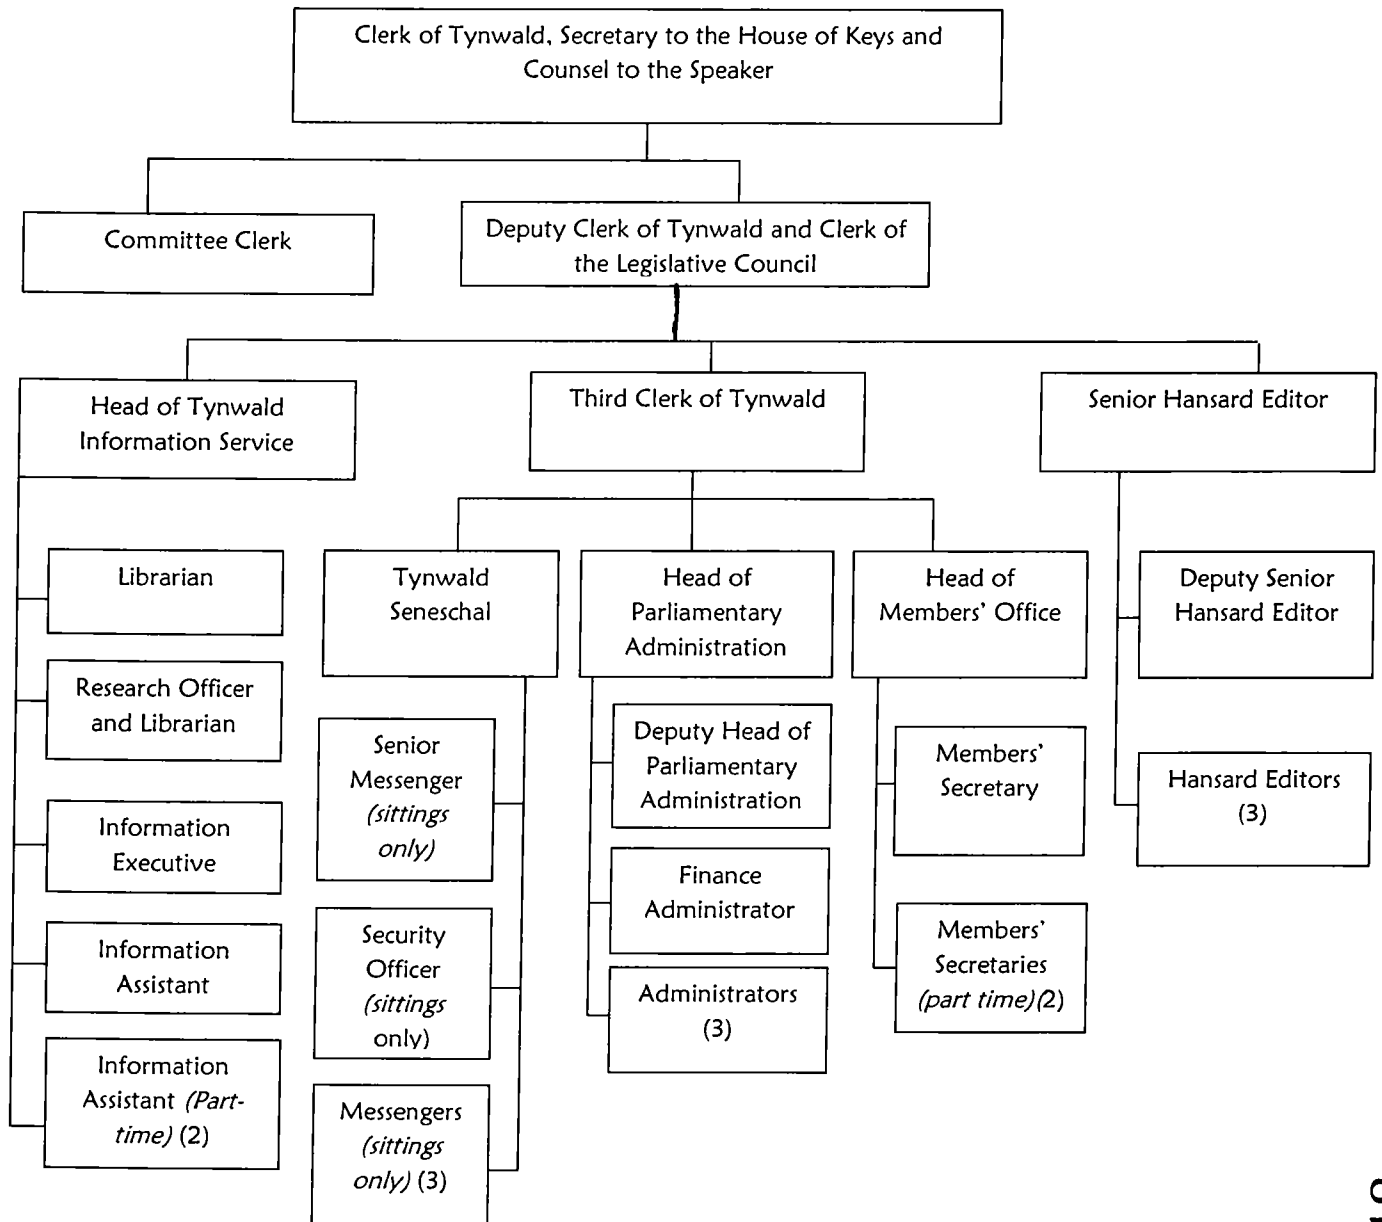 Clerk of Tynwald, Secretary to the House of Keys and
Counsel to the Speaker
Committee Clerk
Deputy Clerk of Tynwald and Clerk of
the Legislative Council
Head of Tynwald
Information Service
Third Clerk of Tynwald
Senior Hansard Editor
Librarian
Research Officer
and Librarian
Information
Executive
Information
Assistant
Information
Assistant (Part-
time) (2)
Tynwald
Seneschal
Senior
Messenger
(sittings
only)
Security
Officer
(sittings
only)
Messengers
(sittings
only) (3)
Head of
Parliamentary
Administration
Deputy Head of
Parliamentary
Administration
Finance
Administrator
Administrators
(3)
Head of
Members' Office
Members'
Secretary
Members'
Secretaries
(part time)(2)
Deputy Senior
Hansard Editor
Hansard Editors
(3)